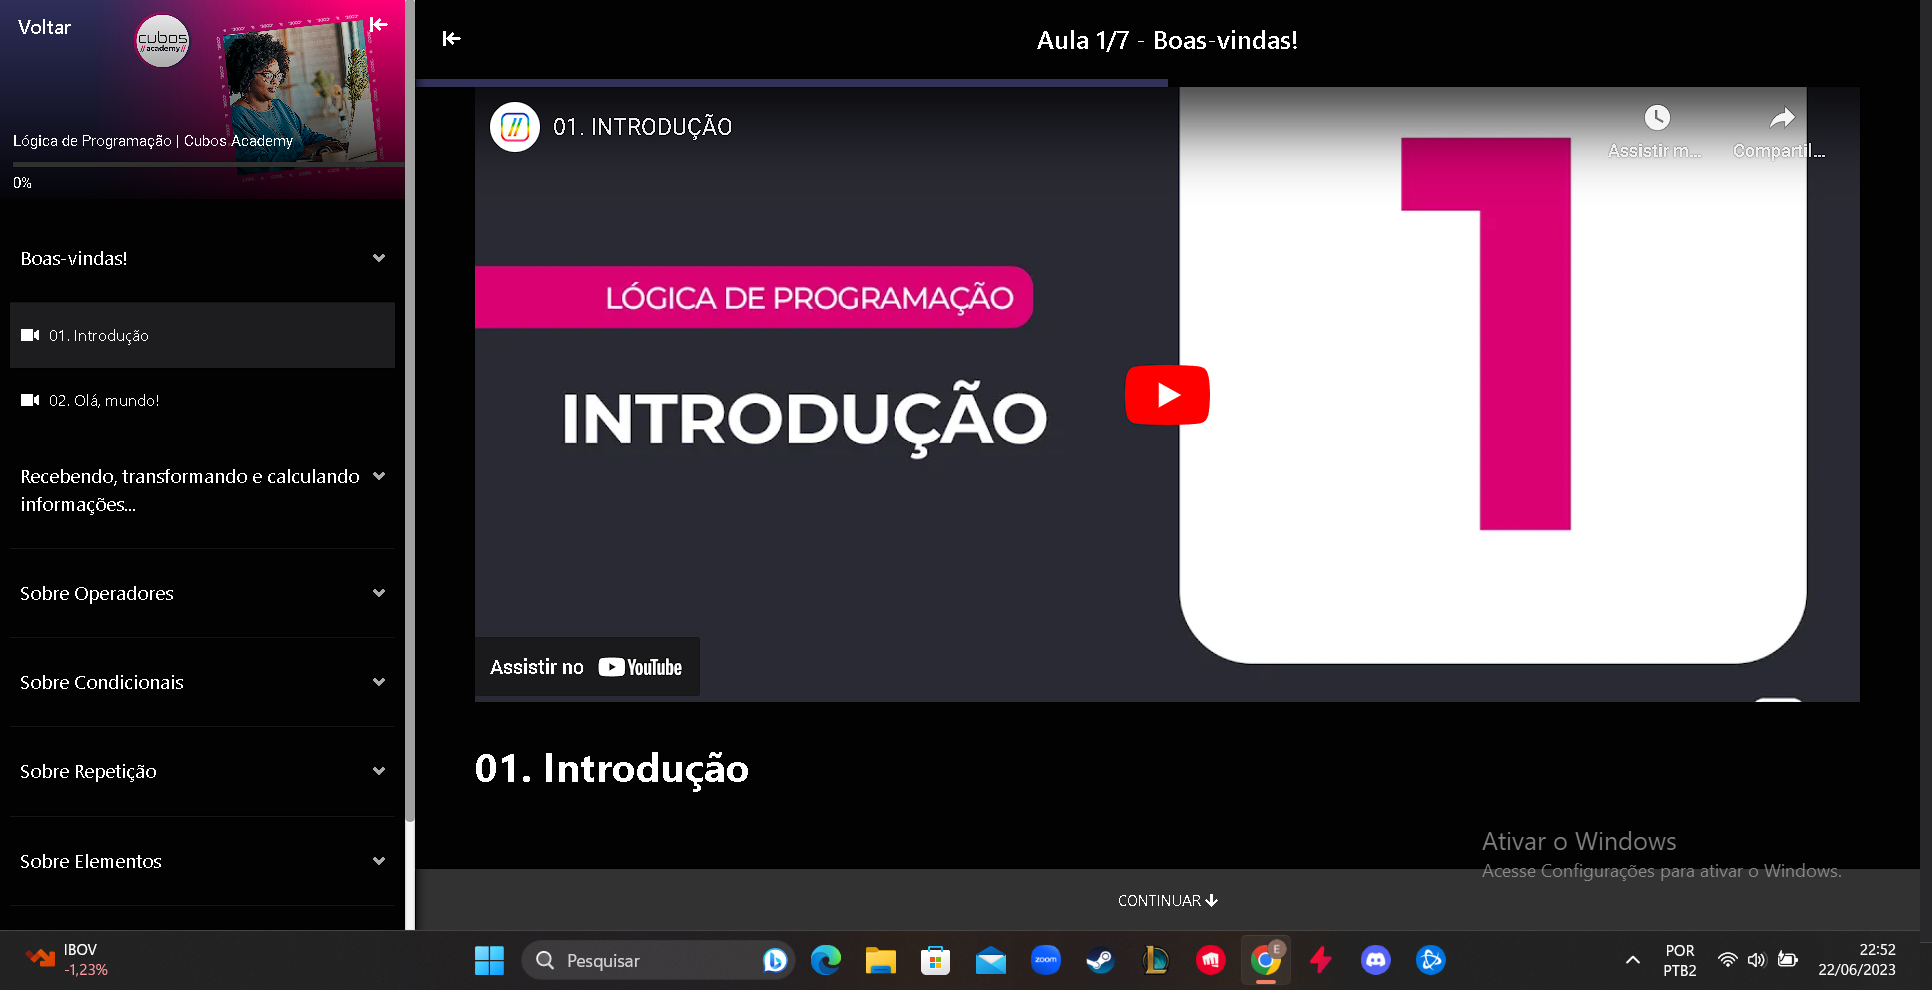 Voltar
cubos
//academy//
Lógica de Programação | Cubos Academy
0%
Boas-vindas!
01. Introdução
02. Olá, mundo!
Recebendo, transformando e calculando
informações...
Sobre Operadores
Sobre Condicionais
Sobre Repetição
Sobre Elementos
Aula 1/7 - Boas-vindas!
01. INTRODUÇÃO
Assistir m...
Compartil...
1
LÓGICA DE PROGRAMAÇÃO
INTRODUÇÃO
Assistir no YouTube
01. Introdução
Ativar o Windows
Acesse Configurações para ativar o Windows.
CONTINUAR
IBOV
-1,23%
Pesquisar
zoom
E
POR
PTB2
22:52
22/06/2023